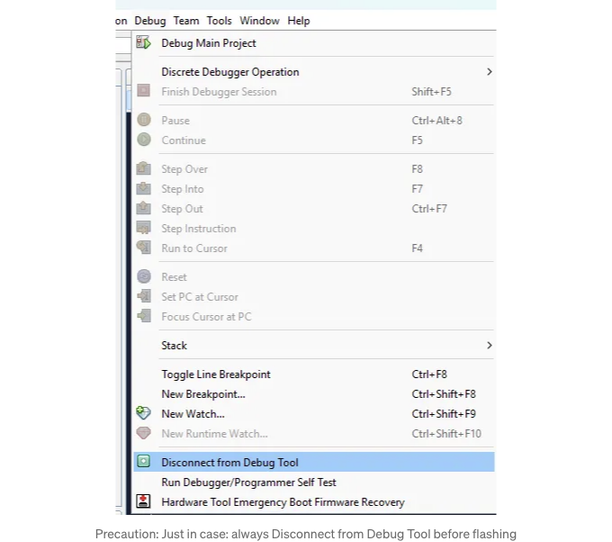 on Debug Team Tools Window Help
Debug Main Project
Discrete Debugger Operation
Finish Debugger Session Shift+F5
Pause Ctrl+Alt+8
Continue F5
Step Over F8
Step Into F7
Step Out Ctrl+F7
Step Instruction
Run to Cursor F4
Reset
Set PC at Cursor
Focus Cursor at PC
Stack
Toggle Line Breakpoint Ctrl+F8
New Breakpoint... Ctrl+Shift+F8
New Watch... Ctrl+Shift+F9
New Runtime Watch... Ctrl+Shift+F10
Disconnect from Debug Tool
Run Debugger/Programmer Self Test
Hardware Tool Emergency Boot Firmware Recovery
Precaution: Just in case: always Disconnect from Debug Tool before flashing